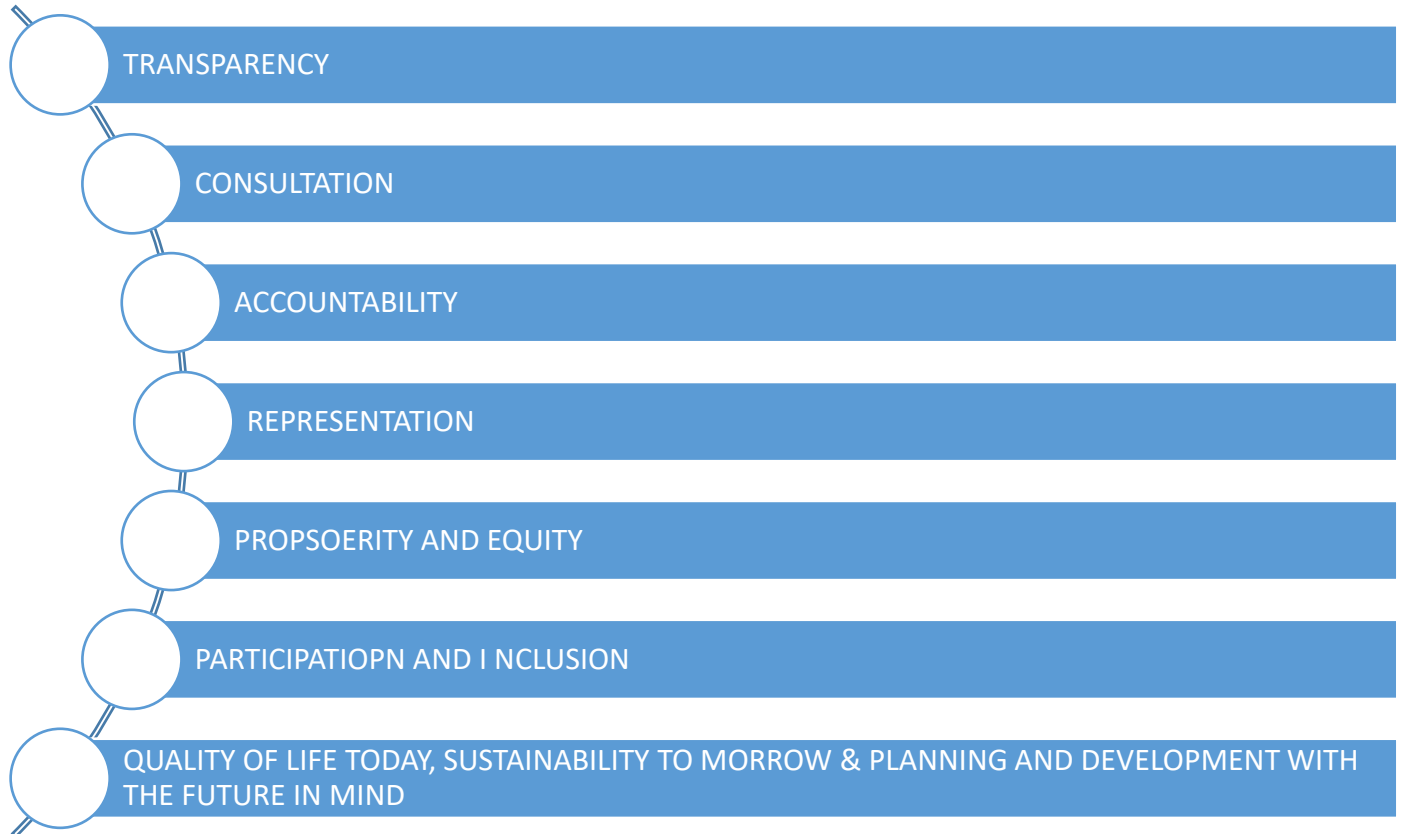 TRANSPARENCY
CONSULTATION
ACCOUNTABILITY
REPRESENTATION
PROPSOERITY AND EQUITY
PARTICIPATIOPN AND I NCLUSION
QUALITY OF LIFE TODAY, SUSTAINABILITY TO MORROW & PLANNING AND DEVELOPMENT WITH
THE FUTURE IN MIND